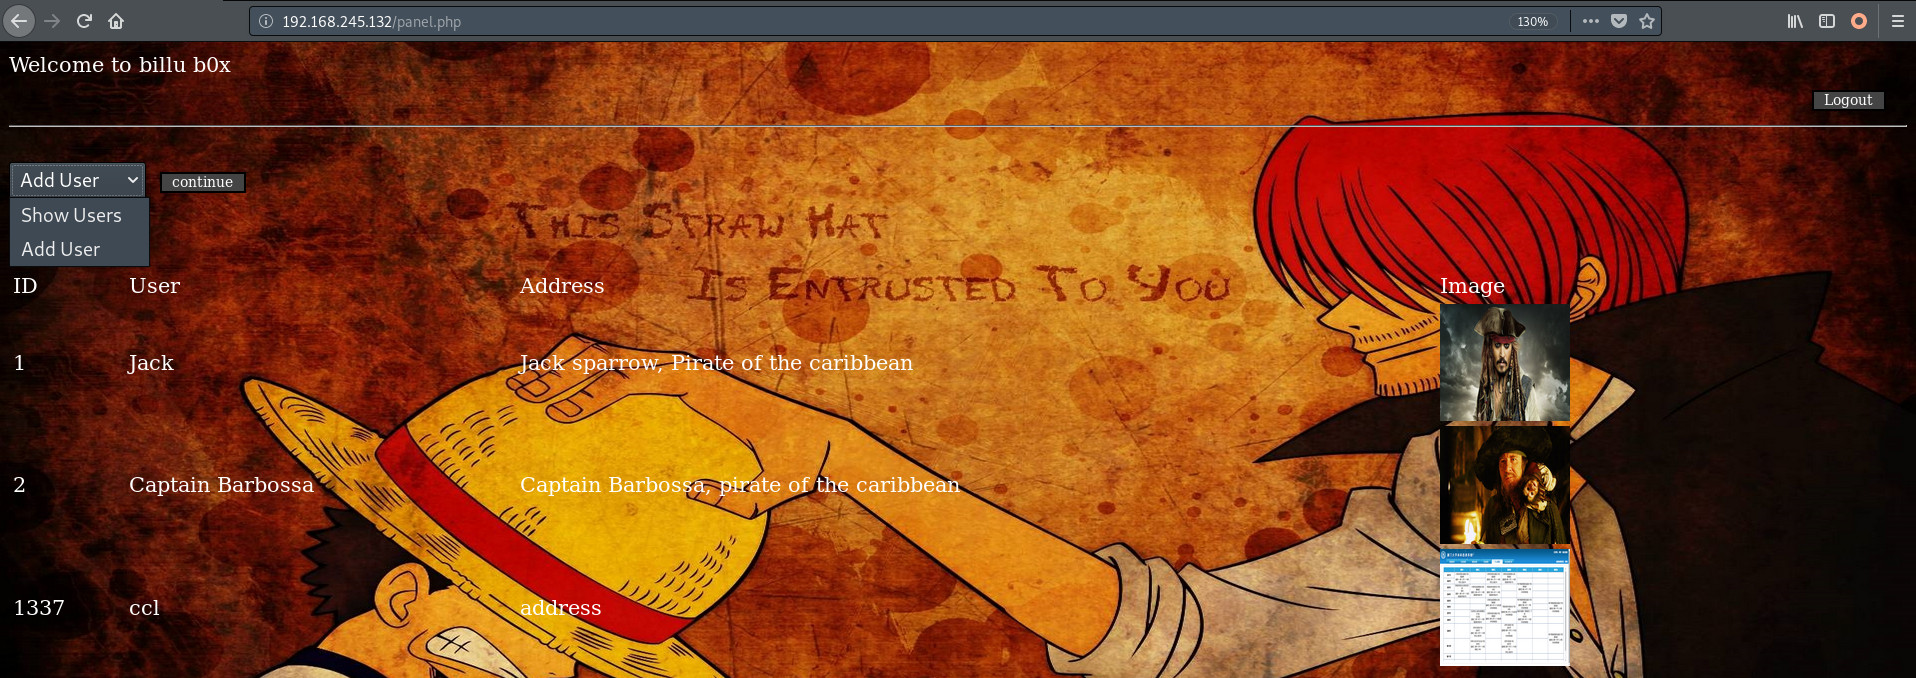 192.168.245.132/panel.php
130%
Welcome to billu b0x
Logout
Add User
continue
Show Users
Add User
THIS STRAW HAT
IS ENTRUSTED TO YOU
ID User Address Image
1 Jack Jack sparrow, Pirate of the caribbean
2 Captain Barbossa Captain Barbossa, pirate of the caribbean
1337 ccl address